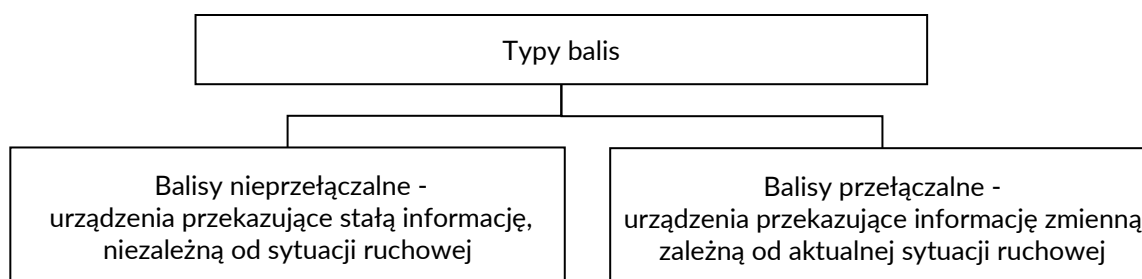 Typy balis
Balisy nieprzełączalne -
urządzenia przekazujące stałą informację,
niezależną od sytuacji ruchowej
Balisy przełączalne -
urządzenia przekazujące informację zmienną
zależną od aktualnej sytuacji ruchowej